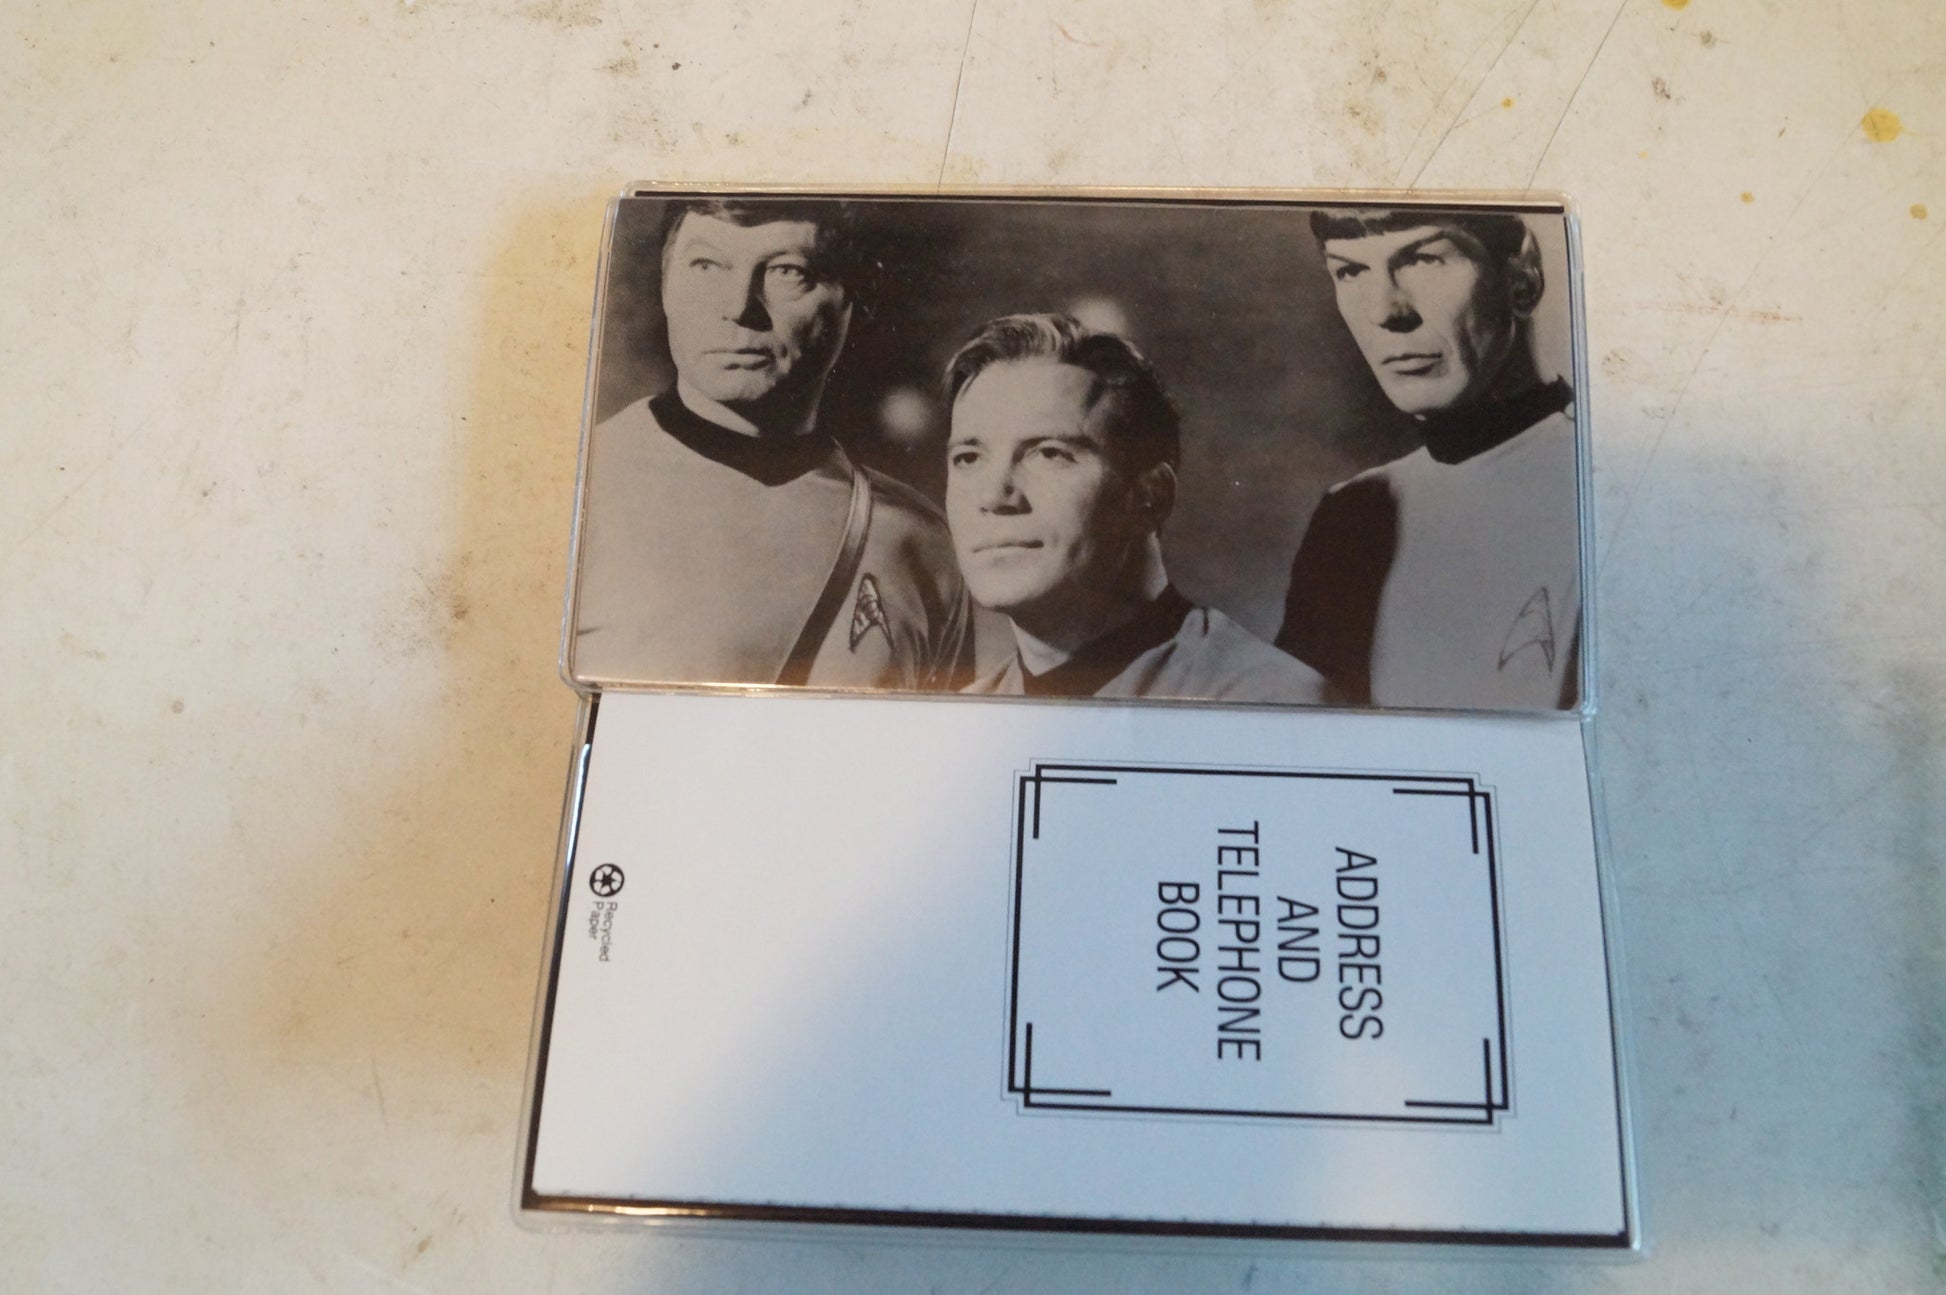 ADDRESS
AND
TELEPHONE
BOOK
Recycled
Paper